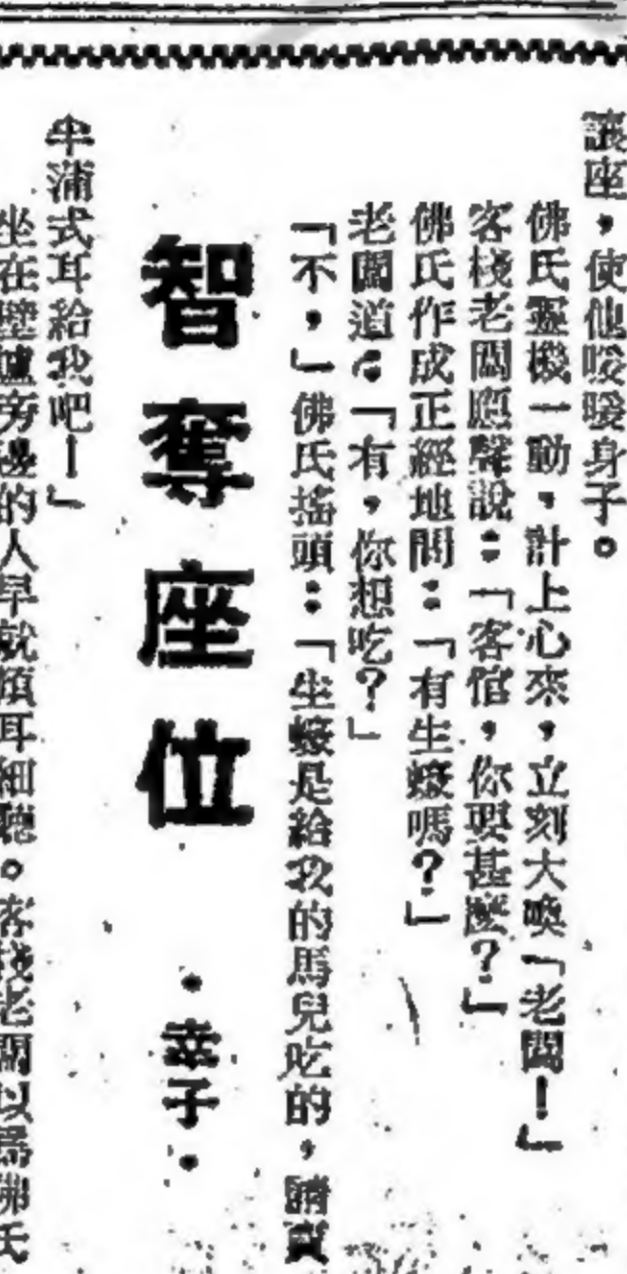 讓座，使他暖暖身子。
佛氏靈機一動，計上心來，立刻大喚「老闆！」
客棧老闆應聲說：「客倌，你要甚麼？」
佛氏作成正經地問：「有生蠔嗎？」
老闆道：「有，你想吃？」
「不，」佛氏搖頭：「生蠔是給我的馬兒吃的，請賣
智奪座位
·幸子·
半蒲式耳給我吧！」
坐在壁爐旁邊的人早就傾耳細聽。客棧老闆以爲佛氏